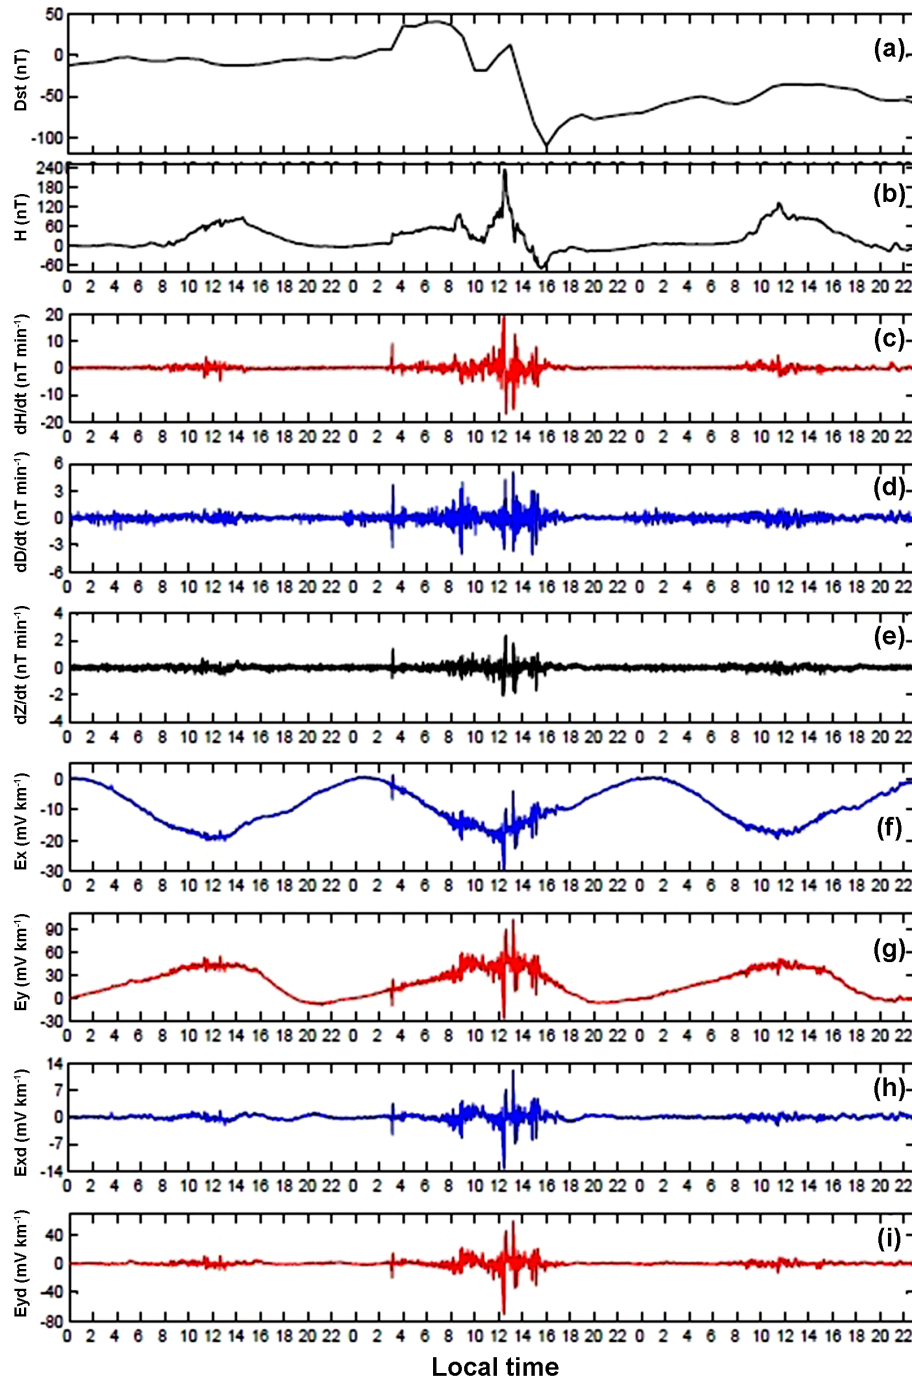 Dst (nT)
50
0
-50
-100
(a)
H (nT)
240
180
120
60
0
-60
(b)
0 2 4 6 8 10 12 14 16 18 20 22 0 2 4 6 8 10 12 14 16 18 20 22 0 2 4 6 8 10 12 14 16 18 20 22
dH/dt (nT min⁻¹)
20
10
0
-10
-20
(c)
0 2 4 6 8 10 12 14 16 18 20 22 0 2 4 6 8 10 12 14 16 18 20 22 0 2 4 6 8 10 12 14 16 18 20 22
dD/dt (nT min⁻¹)
6
3
0
-3
-6
(d)
0 2 4 6 8 10 12 14 16 18 20 22 0 2 4 6 8 10 12 14 16 18 20 22 0 2 4 6 8 10 12 14 16 18 20 22
dZ/dt (nT min⁻¹)
4
2
0
-2
-4
(e)
0 2 4 6 8 10 12 14 16 18 20 22 0 2 4 6 8 10 12 14 16 18 20 22 0 2 4 6 8 10 12 14 16 18 20 22
Ex (mV km⁻¹)
0
-10
-20
-30
(f)
0 2 4 6 8 10 12 14 16 18 20 22 0 2 4 6 8 10 12 14 16 18 20 22 0 2 4 6 8 10 12 14 16 18 20 22
Ey (mV km⁻¹)
90
60
30
0
-30
(g)
0 2 4 6 8 10 12 14 16 18 20 22 0 2 4 6 8 10 12 14 16 18 20 22 0 2 4 6 8 10 12 14 16 18 20 22
Exd (mV km⁻¹)
14
7
0
-7
-14
(h)
0 2 4 6 8 10 12 14 16 18 20 22 0 2 4 6 8 10 12 14 16 18 20 22 0 2 4 6 8 10 12 14 16 18 20 22
Eyd (mV km⁻¹)
40
0
-40
-80
(i)
0 2 4 6 8 10 12 14 16 18 20 22 0 2 4 6 8 10 12 14 16 18 20 22 0 2 4 6 8 10 12 14 16 18 20 22
Local time